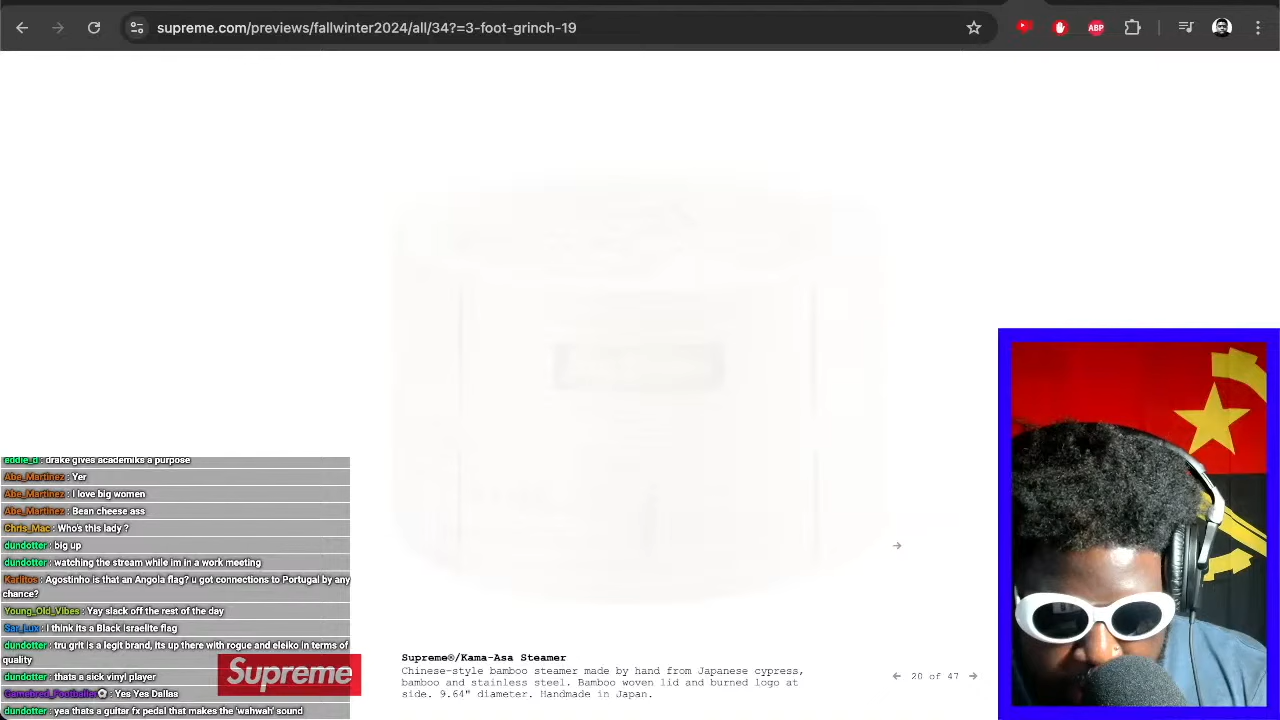 supreme.com/previews/fallwinter2024/all/34?=3-foot-grinch-19
ABP
addie_d : drake gives academiks a purpose
Abe_Martinez : Yer
Abe_Martinez : I love big women
Abe_Martinez : Bean cheese ass
Chris_Mac : Who's this lady ?
dundotter : big up
dundotter : watching the stream while im in a work meeting
Karlitos : Agostinho is that an Angola flag? u got connections to Portugal by any
chance?
Young_Old_Vibes : Yay slack off the rest of the day
Sar_Lux : I think its a Black Israelite flag
dundotter : tru grit is a legit brand, its up there with rogue and eleiko in terms of
quality
dundotter : thats a sick vinyl player
Gamebred_Footballer⚽ : Yes Yes Dallas
dundotter : yea thats a guitar fx pedal that makes the 'wahwah' sound
Supreme
Supreme®/Kama-Asa Steamer
Chinese-style bamboo steamer made by hand from Japanese cypress,
bamboo and stainless steel. Bamboo woven lid and burned logo at
side. 9.64" diameter. Handmade in Japan.
20 of 47